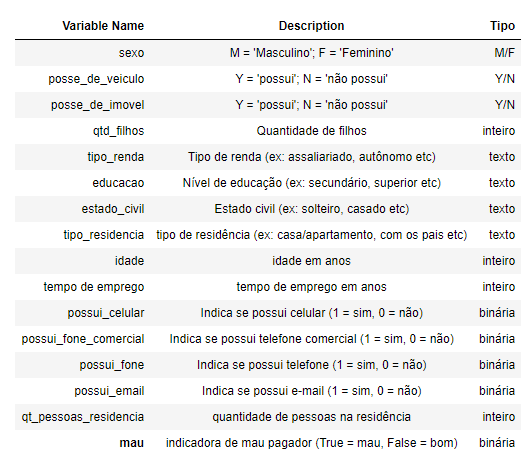 Variable Name Description Tipo
sexo M = 'Masculino'; F = 'Feminino' M/F
posse_de_veiculo Y = 'possui'; N = 'não possui' Y/N
posse_de_imovel Y = 'possui'; N = 'não possui' Y/N
qtd_filhos Quantidade de filhos inteiro
tipo_renda Tipo de renda (ex: assaliariado, autônomo etc) texto
educacao Nível de educação (ex: secundário, superior etc) texto
estado_civil Estado civil (ex: solteiro, casado etc) texto
tipo_residencia tipo de residência (ex: casa/apartamento, com os pais etc) texto
idade idade em anos inteiro
tempo de emprego tempo de emprego em anos inteiro
possui_celular Indica se possui celular (1 = sim, 0 = não) binária
possui_fone_comercial Indica se possui telefone comercial (1 = sim, 0 = não) binária
possui_fone Indica se possui telefone (1 = sim, 0 = não) binária
possui_email Indica se possui e-mail (1 = sim, 0 = não) binária
qt_pessoas_residencia quantidade de pessoas na residência inteiro
mau indicadora de mau pagador (True = mau, False = bom) binária